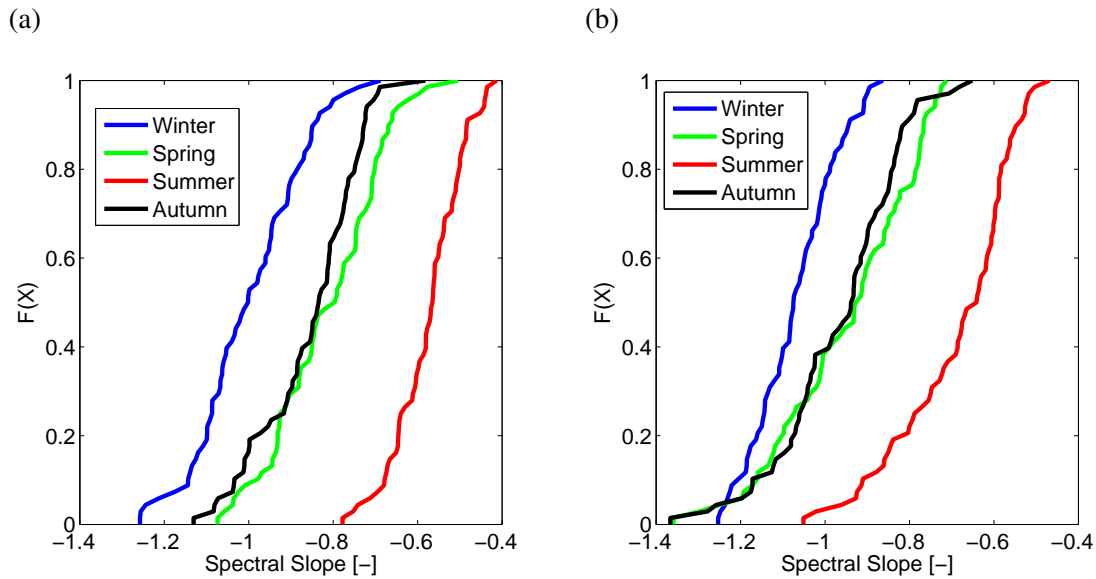 (a)
(b)
1
0.8
0.6
0.4
0.2
0
F(X)
Winter
Spring
Summer
Autumn
−1.4 −1.2 −1 −0.8 −0.6 −0.4
Spectral Slope [−]
1
0.8
0.6
0.4
0.2
0
F(X)
Winter
Spring
Summer
Autumn
−1.4 −1.2 −1 −0.8 −0.6 −0.4
Spectral Slope [−]